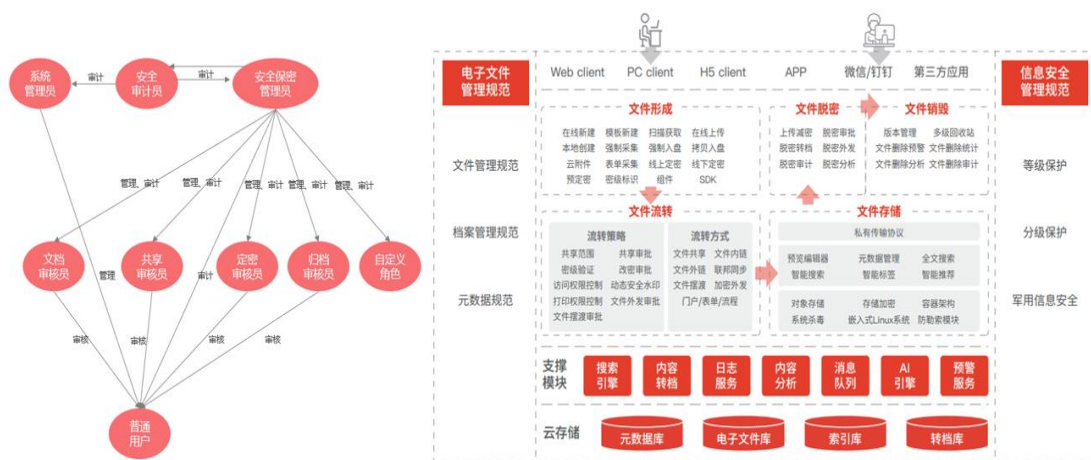 系统
管理员
审计
安全
审计员
审计
审计
安全保密
管理员
管理、审计
管理、审计
管理、审计
管理、审计
管理、审计
文档
审核员
共享
审核员
定密
审核员
归档
审核员
自定义
角色
管理
审计
审核
审核
审核
审核
普通
用户
电子文件
管理规范
文件管理规范
档案管理规范
元数据规范
Web client
PC client
H5 client
APP
微信/钉钉
第三方应用
文件形成
在线新建 模板新建 扫描获取 在线上传
本地创建 强制采集 强制入盘 拷贝入盘
云附件 表单采集 线上定密 线下定密
预定密 密级标识 组件 SDK
文件脱密
上传减密 脱密审批
脱密转档 脱密外发
脱密审计 脱密分析
文件销毁
版本管理 多级回收站
文件删除预警 文件删除统计
文件删除分析 文件删除审计
文件流转
流转策略
共享范围 共享审批
密级验证 改密审批
访问权限控制 动态安全水印
打印权限控制 文件外发审批
文件摆渡审批
流转方式
文件共享 文件内链
文件外链 联邦同步
文件摆渡 加密外发
门户/表单/流程
文件存储
私有传输协议
预览编辑器 元数据管理 全文搜索
智能搜索 智能标签 智能推荐
对象存储 存储加密 容器架构
系统杀毒 嵌入式Linux系统 防勒索模块
支撑
模块
搜索
引擎
内容
转档
日志
服务
内容
分析
消息
队列
AI
引擎
预警
服务
云存储
元数据库
电子文件库
索引库
转档库
信息安全
管理规范
等级保护
分级保护
军用信息安全